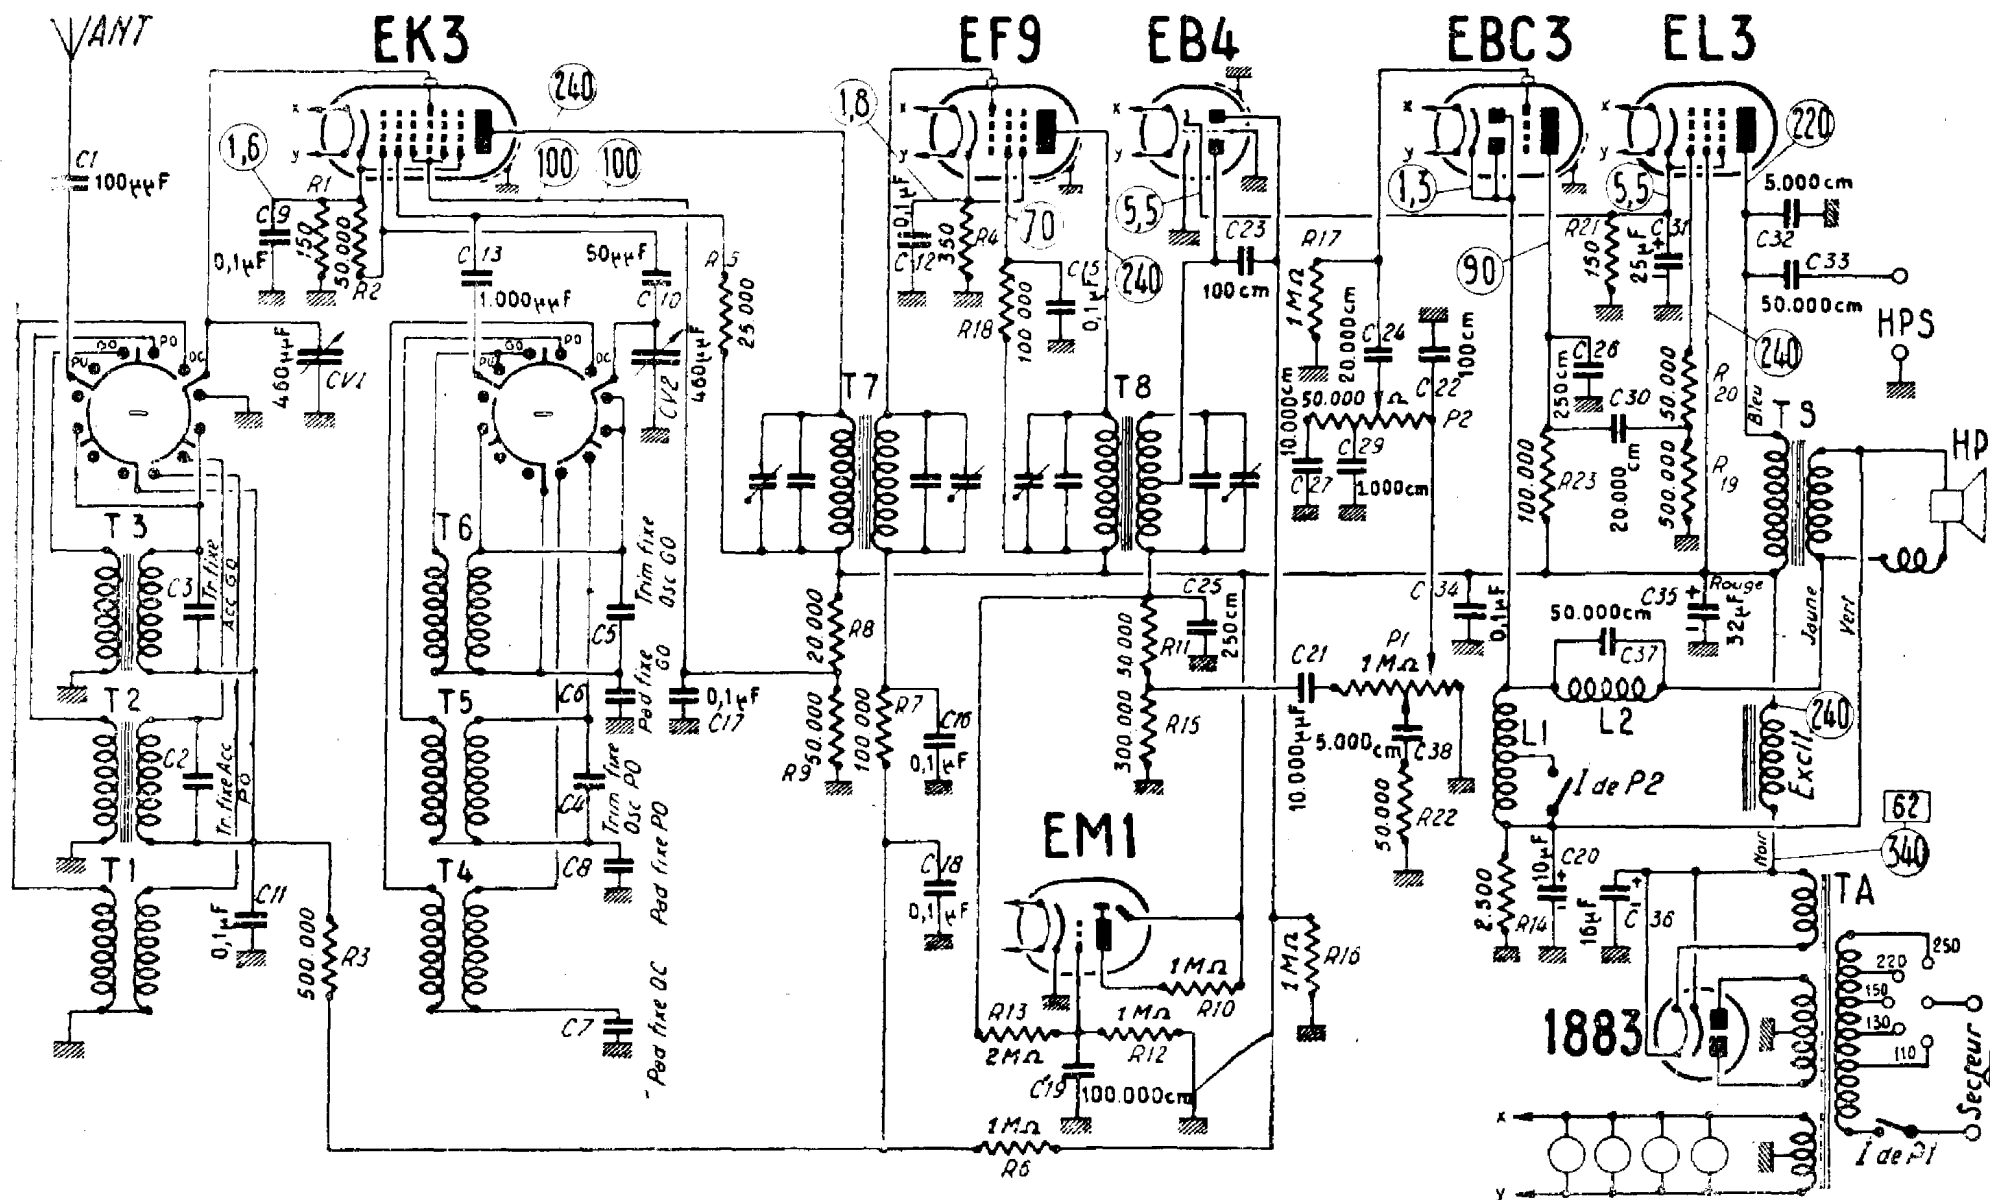 ANT
EK3
EF9
EB4
EBC3
EL3
x
y
x
y
x
y
x
y
x
y
240
1,8
1,6
100
100
1,3
5,5
220
5,5
70
240
90
240
C1
100µµF
C9
0,1µF
R1
150
50.000
R2
C13
1.000µµF
50µµF
C10
R5
25.000
0,1µF
C12
R4
350
R18
100.000
C15
0,1µF
C23
100cm
R17
1MΩ
20.000cm
C24
100cm
C22
R21
150
C31
25µF
5.000cm
C32
C33
50.000cm
HPS
PU
GO
PO
OC
460µµF
CV1
PU
GO
PO
OC
CV2
460µµF
T7
T8
10.000cm
C27
50.000Ω
P2
C29
1000cm
C26
250cm
C30
20.000cm
R23
100.000
R20
50.000
R19
500.000
Bleu
TS
HP
T3
C3
Tr. fixe
Acc GO
T6
C5
Trim fixe
Osc GO
C6
Pad fixe GO
0,1µF
C17
20.000
R8
50.000
R9
100.000
R7
C16
0,1µF
C25
250cm
R11
50.000
300.000
R15
C21
10.000µµF
P1
1MΩ
5.000cm
C38
50.000
R22
C34
0,1µF
C35
32µF
Rouge
Jaune
Vert
50.000cm
C37
L1
L2
240
Excit.
I de P2
62
340
Noir
T2
C2
Tr. fixe Acc
PO
T5
C4
Trim fixe
Osc PO
C8
Pad fixe PO
T1
C11
0,1µF
500.000
R3
T4
C7
Pad fixe OC
C18
0,1µF
EM1
1MΩ
R10
R13
2MΩ
1MΩ
R12
C19
100.000cm
1MΩ
R16
1MΩ
R6
2.500
R14
10µF
C20
16µF
C36
TA
250
220
150
130
110
1883
Secteur
I de P1
x
y